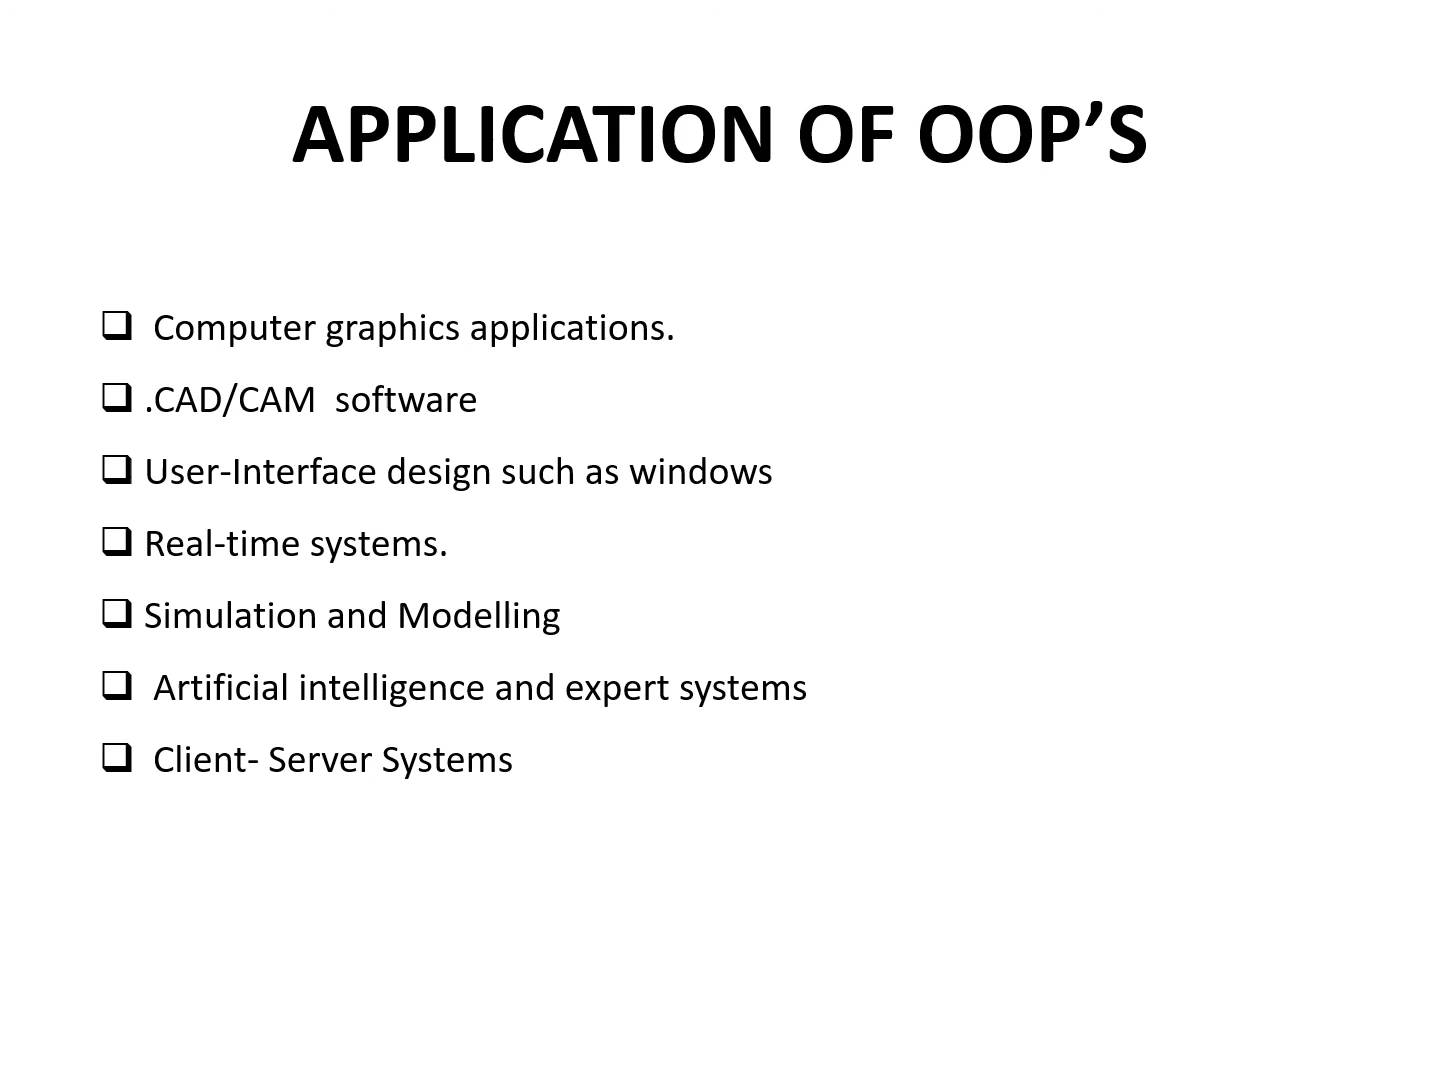 APPLICATION OF OOP’S
❑ Computer graphics applications.
❑ .CAD/CAM  software
❑ User-Interface design such as windows
❑ Real-time systems.
❑ Simulation and Modelling
❑ Artificial intelligence and expert systems
❑ Client- Server Systems